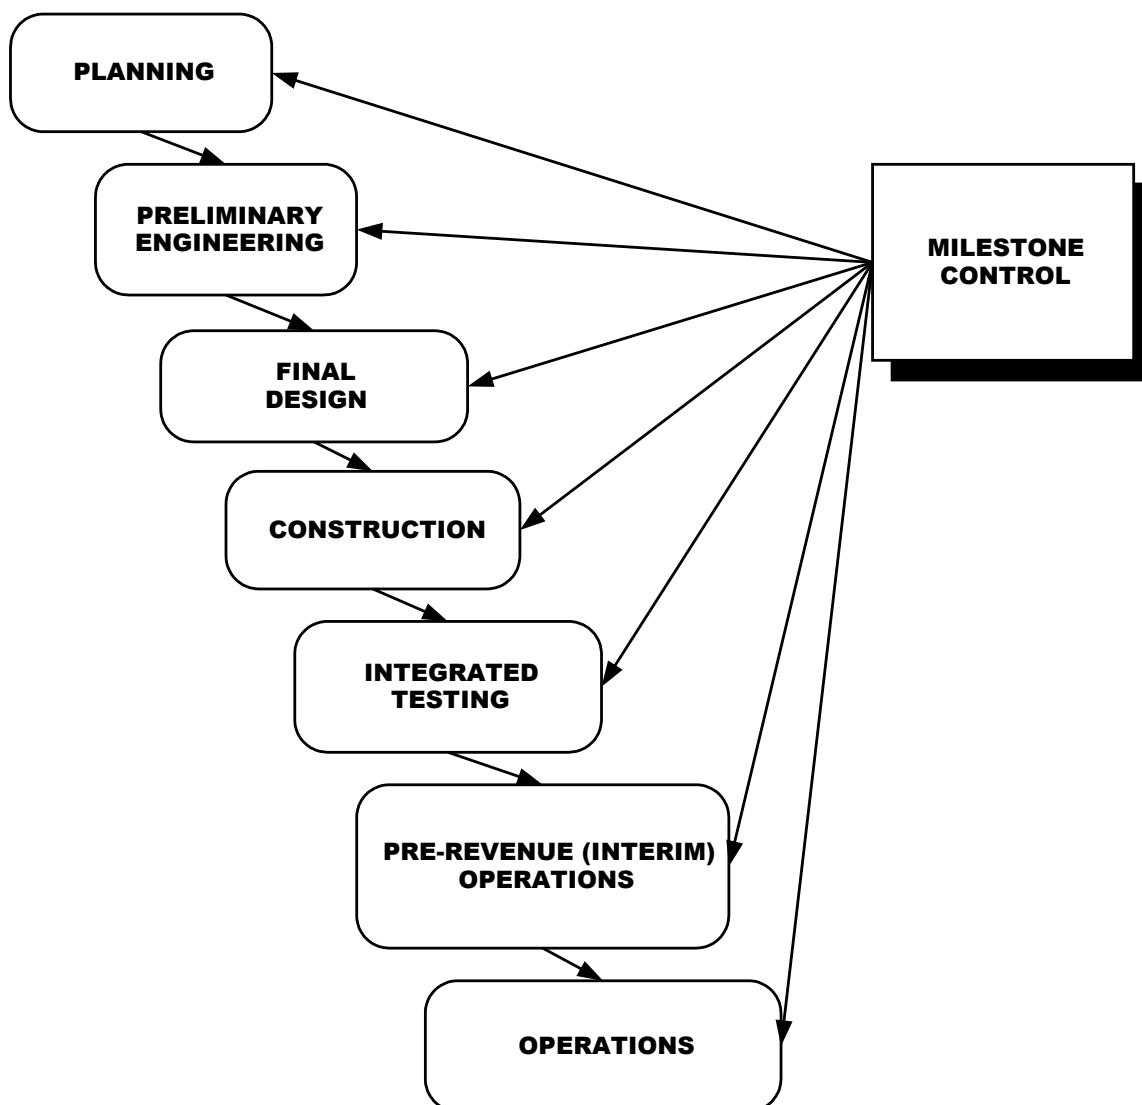 PLANNING
PRELIMINARY
ENGINEERING
MILESTONE
CONTROL
FINAL
DESIGN
CONSTRUCTION
INTEGRATED
TESTING
PRE-REVENUE (INTERIM)
OPERATIONS
OPERATIONS